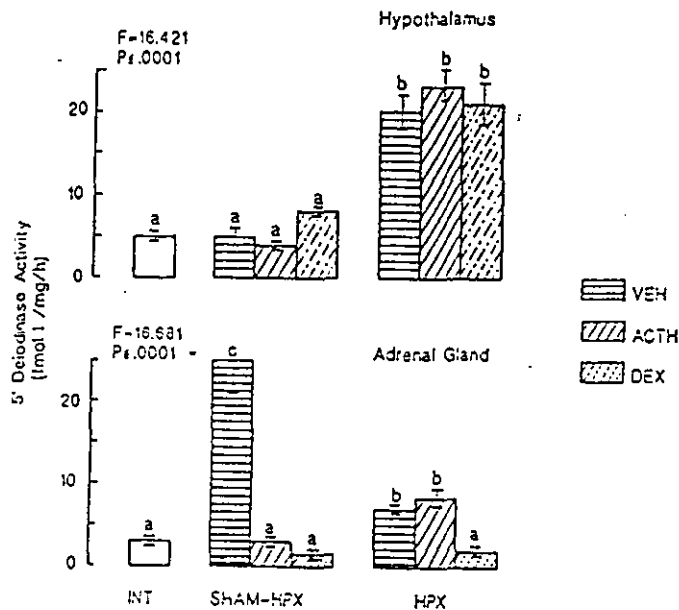 Hypothalamus
F=16.421
P≤.0001
b
b
b
20
10
0
a
a
a
a
5' Deiodinase Activity
(fmol I⁻/mg/h)
VEH
ACTH
DEX
F=16.681
P≤.0001
Adrenal Gland
c
20
10
0
a
a
a
b
b
a
INT
SHAM-HPX
HPX